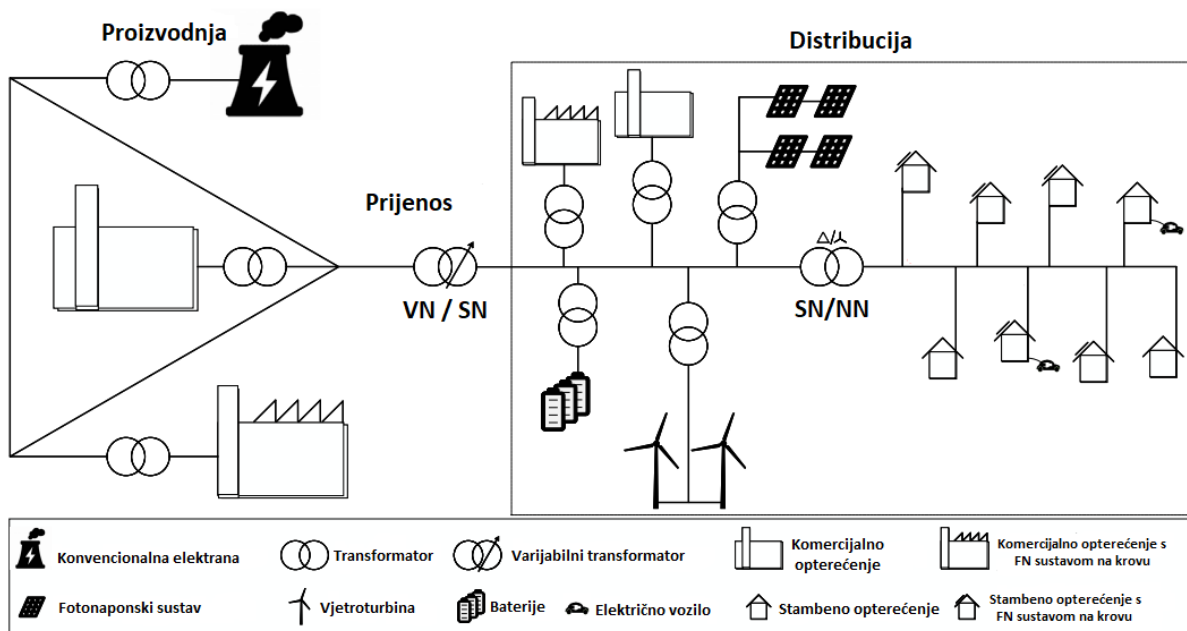 Proizvodnja
Distribucija
Prijenos
VN / SN
Δ/⅄
SN/NN
Konvencionalna elektrana
Transformator
Varijabilni transformator
Komercijalno
opterećenje
Komercijalno opterećenje s
FN sustavom na krovu
Fotonaponski sustav
Vjetroturbina
Baterije
Električno vozilo
Stambeno opterećenje
Stambeno opterećenje s
FN sustavom na krovu